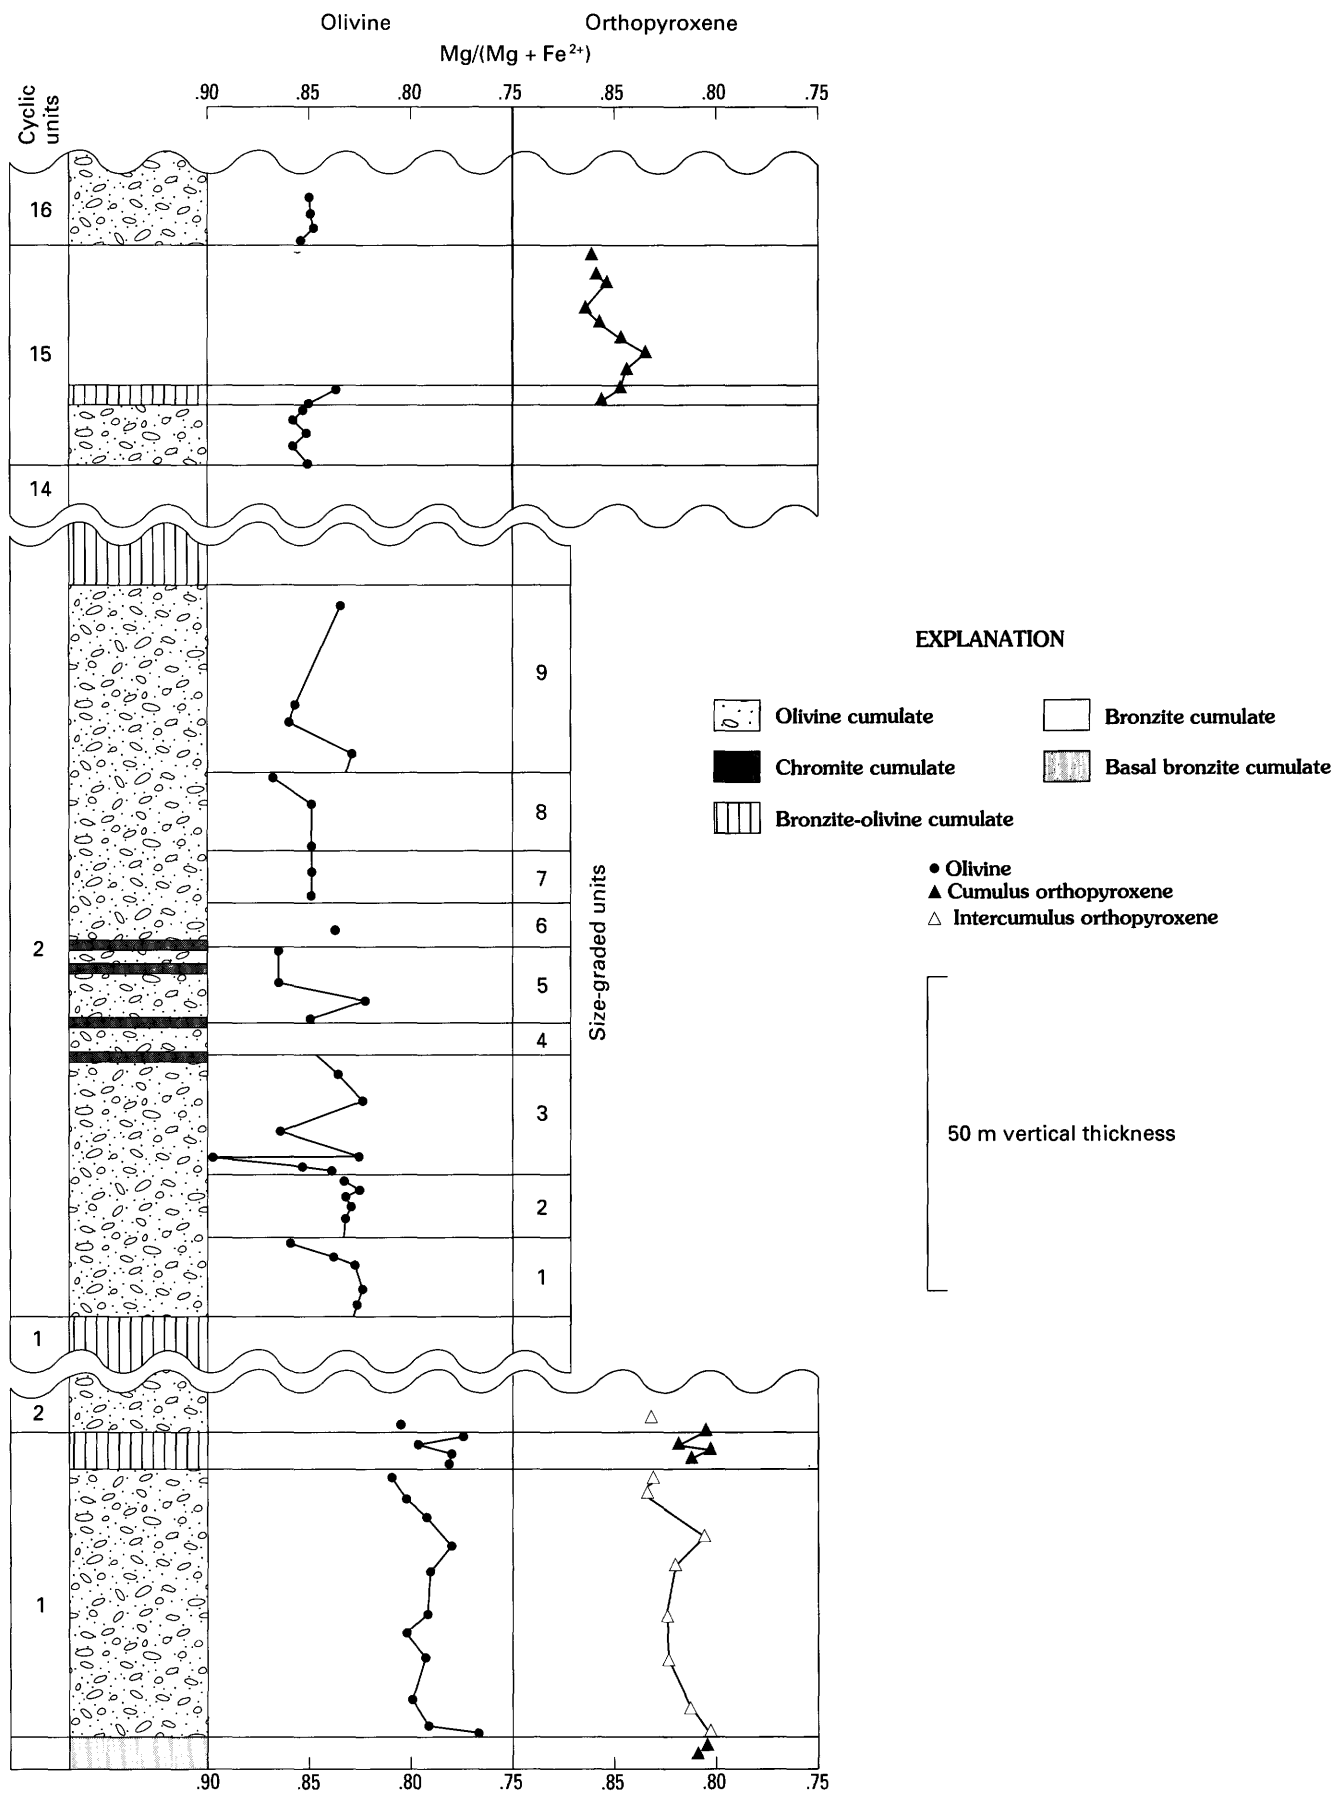 Olivine Orthopyroxene
Mg/(Mg + Fe²⁺)
Cyclic
units
.90 .85 .80 .75 .85 .80 .75
16
15
14
9
8
7
6
2
5
4
3
2
1
1
Size-graded units
EXPLANATION
Olivine cumulate Bronzite cumulate
Chromite cumulate Basal bronzite cumulate
Bronzite-olivine cumulate
Olivine
Cumulus orthopyroxene
Intercumulus orthopyroxene
50 m vertical thickness
2
1
.90 .85 .80 .75 .85 .80 .75